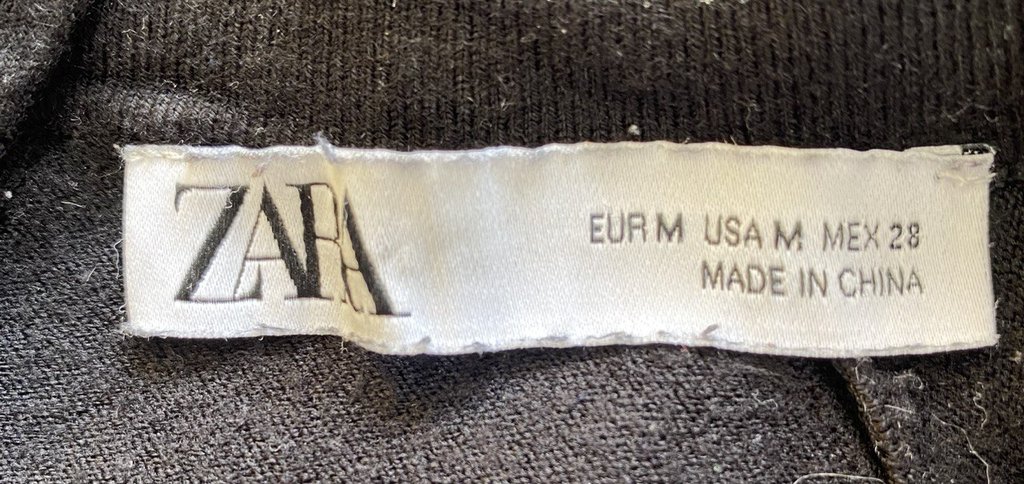 ZARA
EUR M USA M MEX 28
MADE IN CHINA